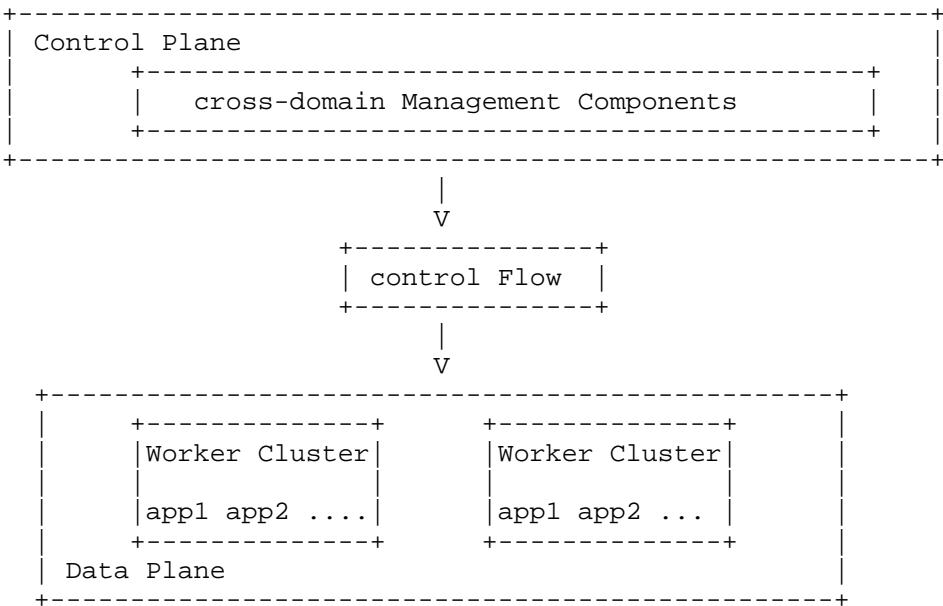 Control Plane
cross-domain Management Components
V
control Flow
V
Worker Cluster Worker Cluster
app1 app2 .... app1 app2 ...
Data Plane